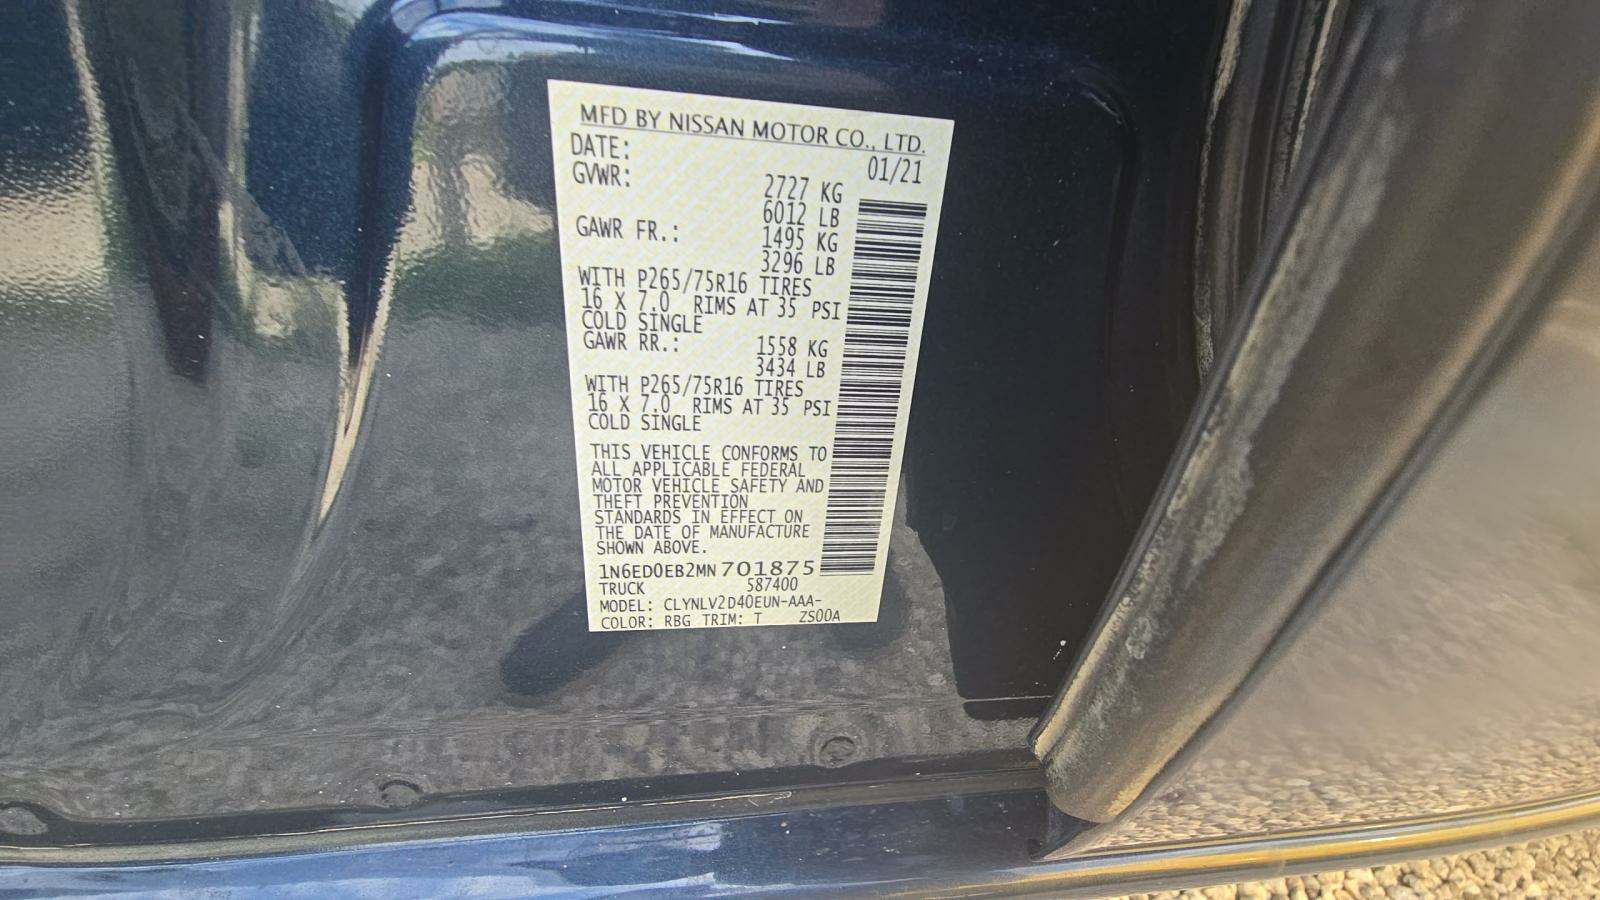 MFD BY NISSAN MOTOR CO., LTD.
DATE: 01/21
GVWR: 2727 KG
6012 LB
GAWR FR.: 1495 KG
3296 LB
WITH P265/75R16 TIRES
16 X 7.0 RIMS AT 35 PSI
COLD SINGLE
GAWR RR.: 1558 KG
3434 LB
WITH P265/75R16 TIRES
16 X 7.0 RIMS AT 35 PSI
COLD SINGLE
THIS VEHICLE CONFORMS TO
ALL APPLICABLE FEDERAL
MOTOR VEHICLE SAFETY AND
THEFT PREVENTION
STANDARDS IN EFFECT ON
THE DATE OF MANUFACTURE
SHOWN ABOVE.
1N6ED0EB2MN701875
TRUCK 587400
MODEL: CLYNLV2D40EUN-AAA-
COLOR: RBG TRIM: T ZS00A